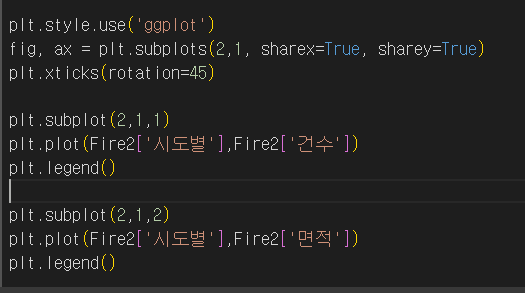 plt.style.use('ggplot')
fig, ax = plt.subplots(2,1, sharex=True, sharey=True)
plt.xticks(rotation=45)
plt.subplot(2,1,1)
plt.plot(Fire2['시도별'],Fire2['건수'])
plt.legend()
plt.subplot(2,1,2)
plt.plot(Fire2['시도별'],Fire2['면적'])
plt.legend()